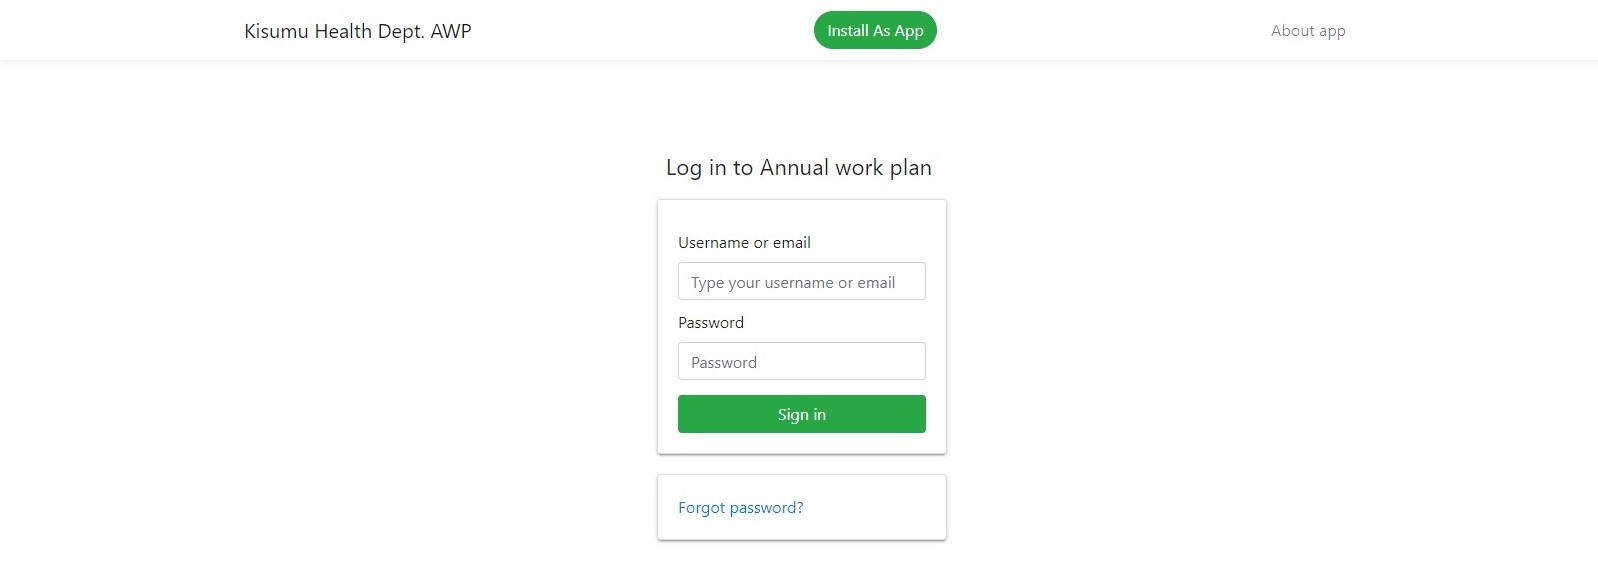 Kisumu Health Dept. AWP
Install As App
About app
Log in to Annual work plan
Username or email
Type your username or email
Password
Password
Sign in
Forgot password?